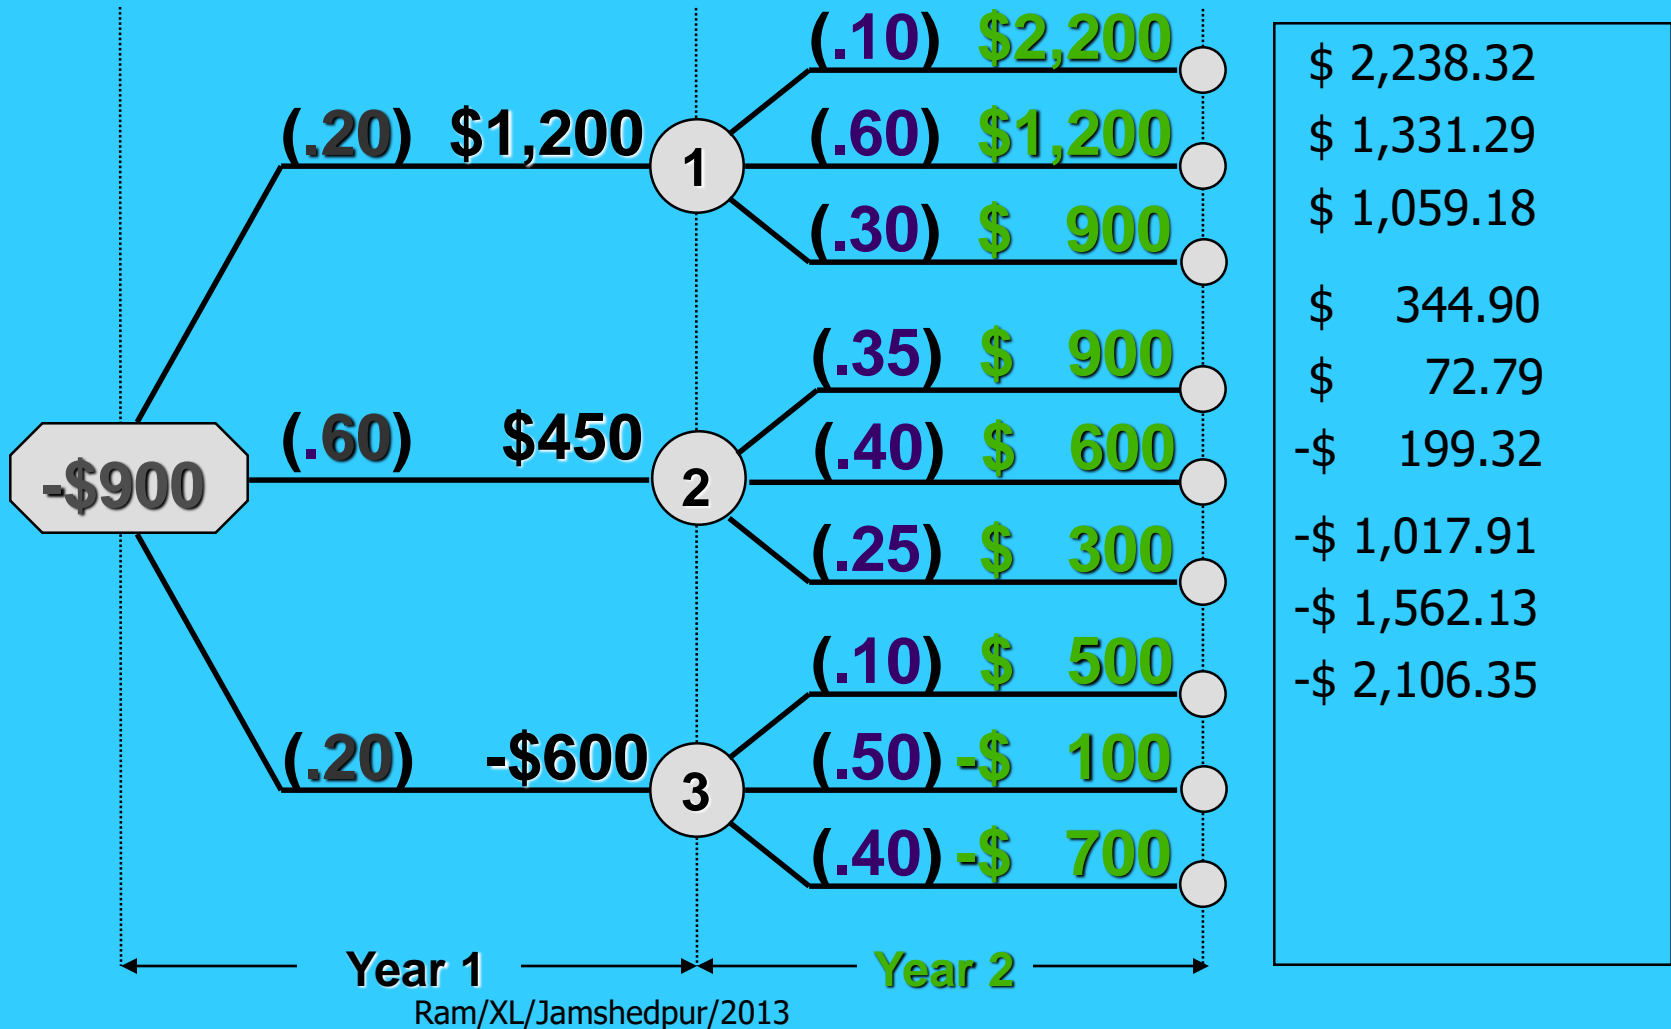 (.10) $2,200
$ 2,238.32
(.20) $1,200
1
(.60) $1,200
$ 1,331.29
(.30) $ 900
$ 1,059.18
(.35) $ 900
$ 344.90
-$900
(.60) $450
2
(.40) $ 600
$ 72.79
(.25) $ 300
-$ 199.32
(.10) $ 500
-$ 1,017.91
(.20) -$600
3
(.50) -$ 100
-$ 1,562.13
(.40) -$ 700
-$ 2,106.35
Year 1
Year 2
Ram/XL/Jamshedpur/2013